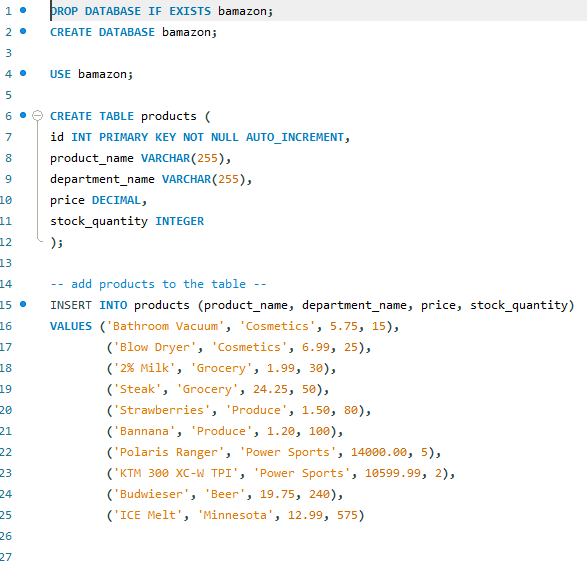 1 DROP DATABASE IF EXISTS bamazon;
2 CREATE DATABASE bamazon;
3
4 USE bamazon;
5
6 CREATE TABLE products (
7 id INT PRIMARY KEY NOT NULL AUTO_INCREMENT,
8 product_name VARCHAR(255),
9 department_name VARCHAR(255),
10 price DECIMAL,
11 stock_quantity INTEGER
12 );
13
14 -- add products to the table --
15 INSERT INTO products (product_name, department_name, price, stock_quantity)
16 VALUES ('Bathroom Vacuum', 'Cosmetics', 5.75, 15),
17 ('Blow Dryer', 'Cosmetics', 6.99, 25),
18 ('2% Milk', 'Grocery', 1.99, 30),
19 ('Steak', 'Grocery', 24.25, 50),
20 ('Strawberries', 'Produce', 1.50, 80),
21 ('Bannana', 'Produce', 1.20, 100),
22 ('Polaris Ranger', 'Power Sports', 14000.00, 5),
23 ('KTM 300 XC-W TPI', 'Power Sports', 10599.99, 2),
24 ('Budwieser', 'Beer', 19.75, 240),
25 ('ICE Melt', 'Minnesota', 12.99, 575)
26
27